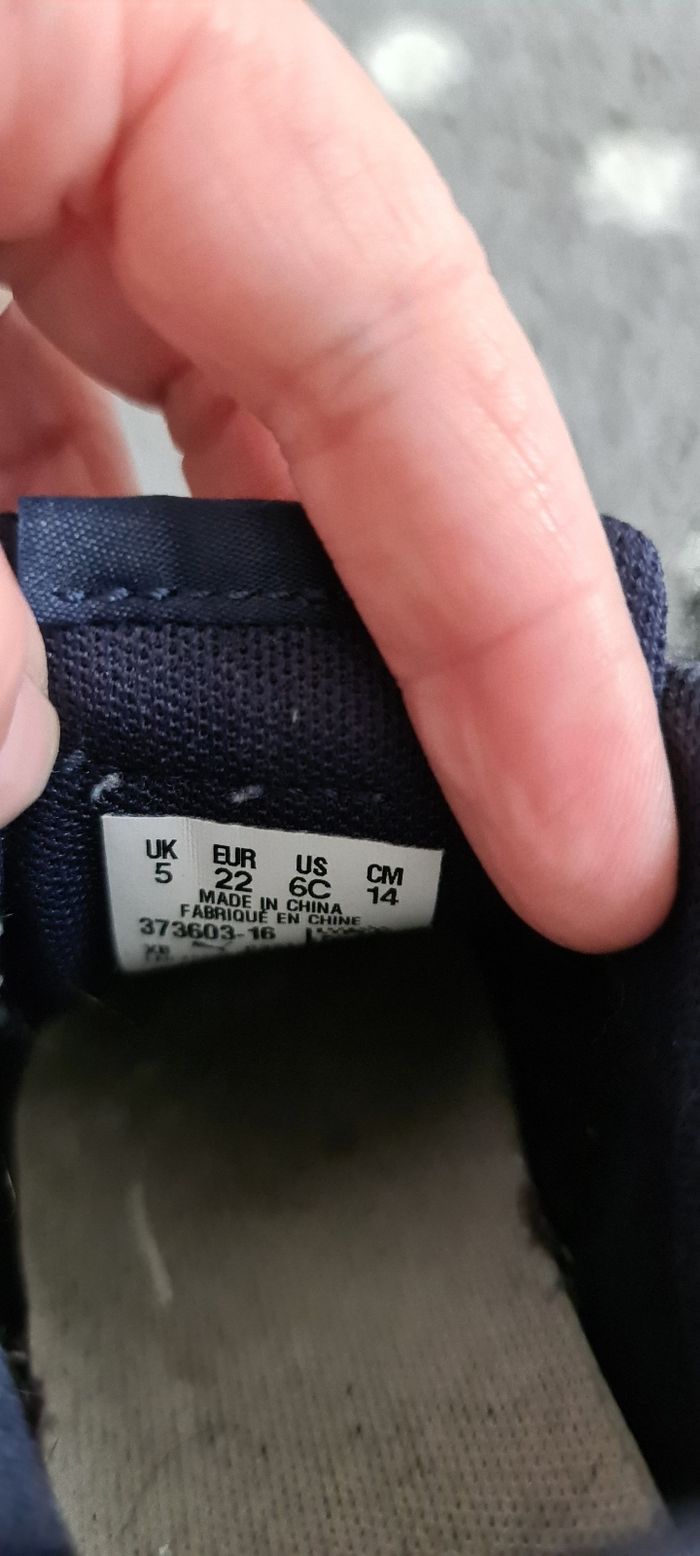 UK EUR US CM
5 22 6C 14
MADE IN CHINA
FABRIQUÉ EN CHINE
373603-16